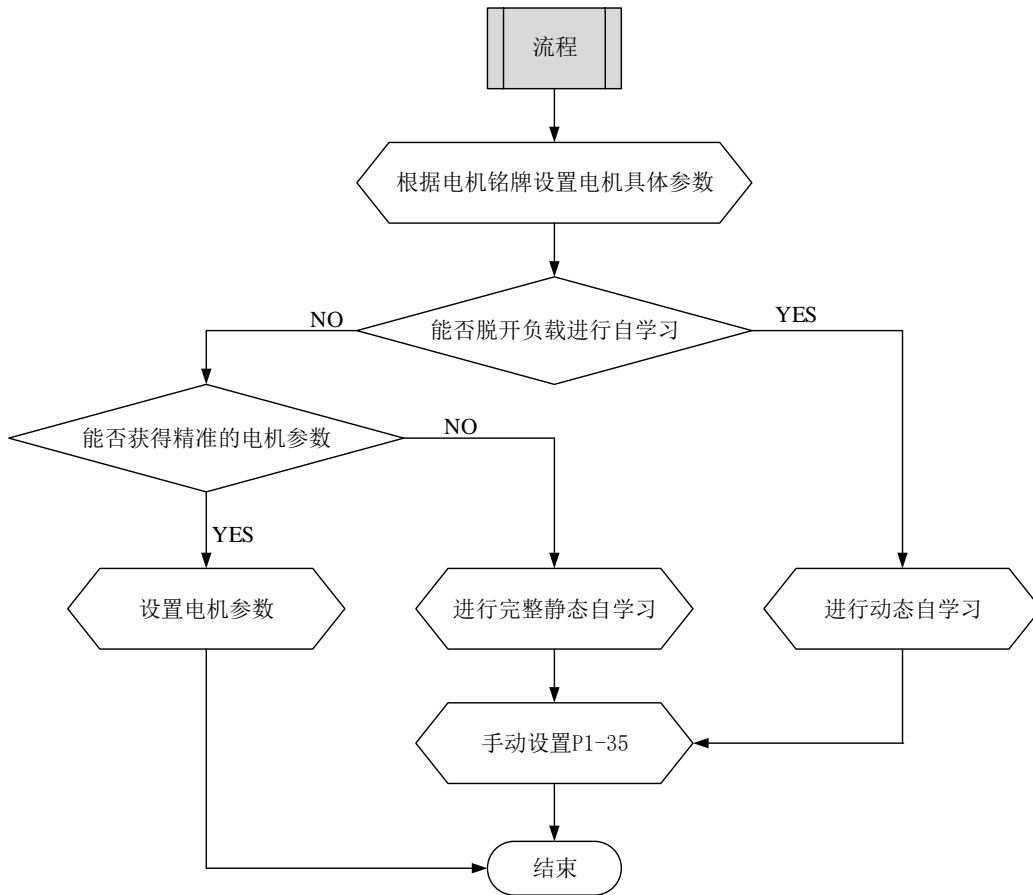 流程
根据电机铭牌设置电机具体参数
能否脱开负载进行自学习
NO
YES
能否获得精准的电机参数
NO
YES
设置电机参数
进行完整静态自学习
进行动态自学习
手动设置P1-35
结束